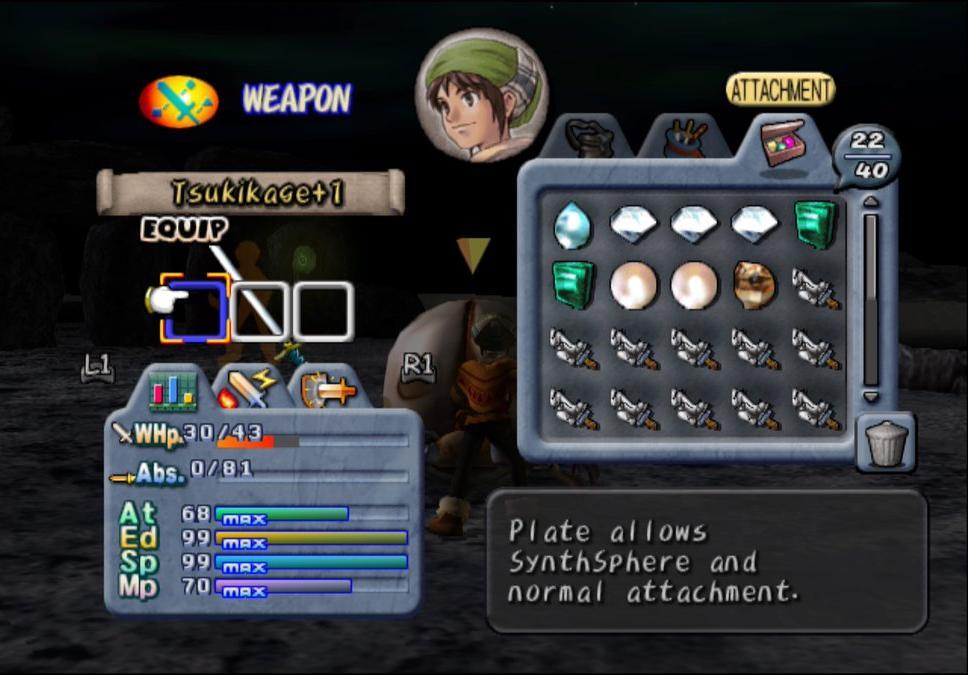 WEAPON
ATTACHMENT
22
40
Tsukikage+1
EQUIP
L1
R1
WHp. 30/43
Abs. 0/81
At 68 max
Ed 99 max
Sp 99 max
Mp 70 max
Plate allows
SynthSphere and
normal attachment.